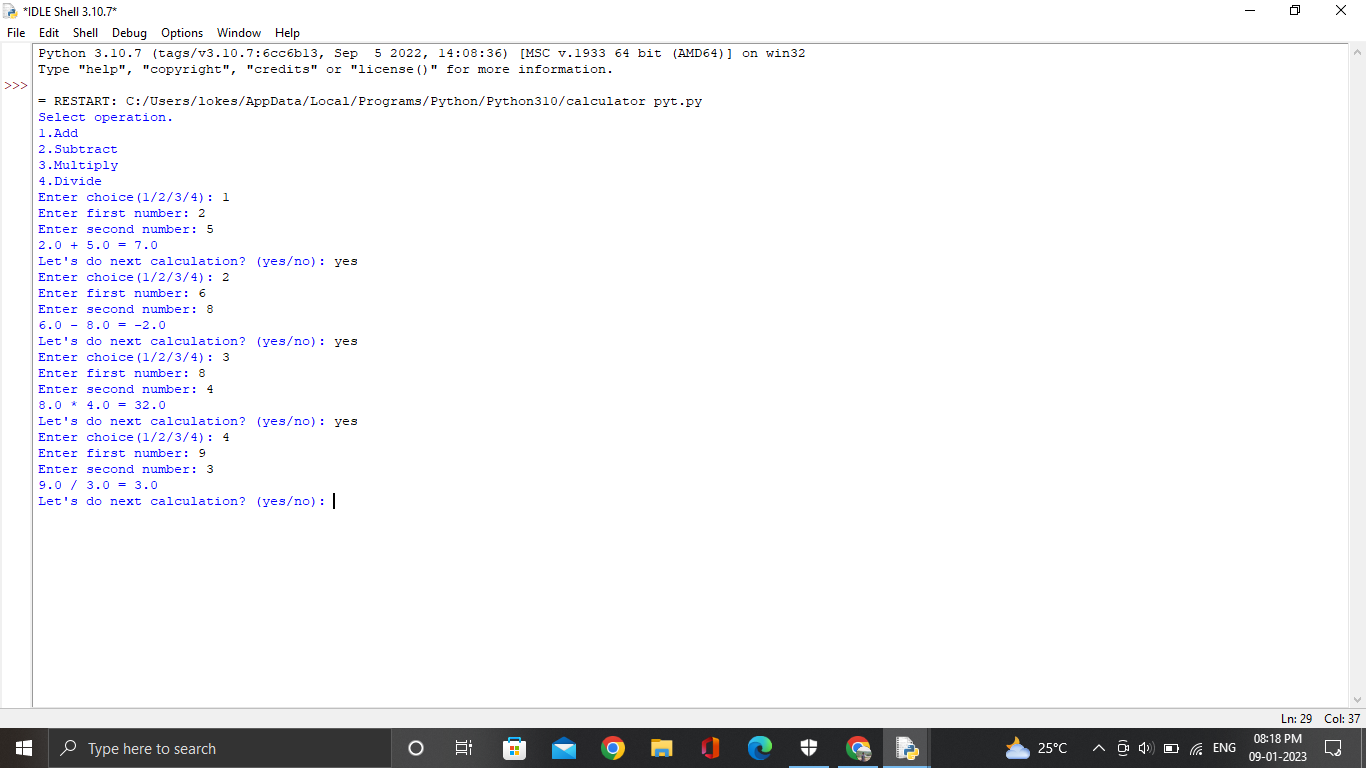 *IDLE Shell 3.10.7*
File Edit Shell Debug Options Window Help
Python 3.10.7 (tags/v3.10.7:6cc6b13, Sep  5 2022, 14:08:36) [MSC v.1933 64 bit (AMD64)] on win32
Type "help", "copyright", "credits" or "license()" for more information.
>>>
= RESTART: C:/Users/lokes/AppData/Local/Programs/Python/Python310/calculator pyt.py
Select operation.
1.Add
2.Subtract
3.Multiply
4.Divide
Enter choice(1/2/3/4): 1
Enter first number: 2
Enter second number: 5
2.0 + 5.0 = 7.0
Let's do next calculation? (yes/no): yes
Enter choice(1/2/3/4): 2
Enter first number: 6
Enter second number: 8
6.0 - 8.0 = -2.0
Let's do next calculation? (yes/no): yes
Enter choice(1/2/3/4): 3
Enter first number: 8
Enter second number: 4
8.0 * 4.0 = 32.0
Let's do next calculation? (yes/no): yes
Enter choice(1/2/3/4): 4
Enter first number: 9
Enter second number: 3
9.0 / 3.0 = 3.0
Let's do next calculation? (yes/no):
Ln: 29 Col: 37
Type here to search
25°C
ENG
08:18 PM
09-01-2023